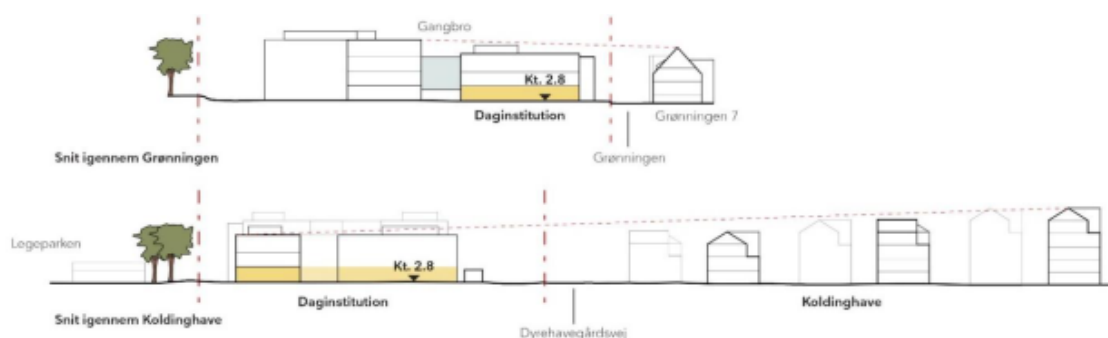 Gangbro
Kt. 2.8
Daginstitution
Grønningen 7
Grønningen
Snit igennem Grønningen
Legeparken
Kt. 2.8
Daginstitution
Koldinghave
Snit igennem Koldinghave
Dyrehavegårdsvej